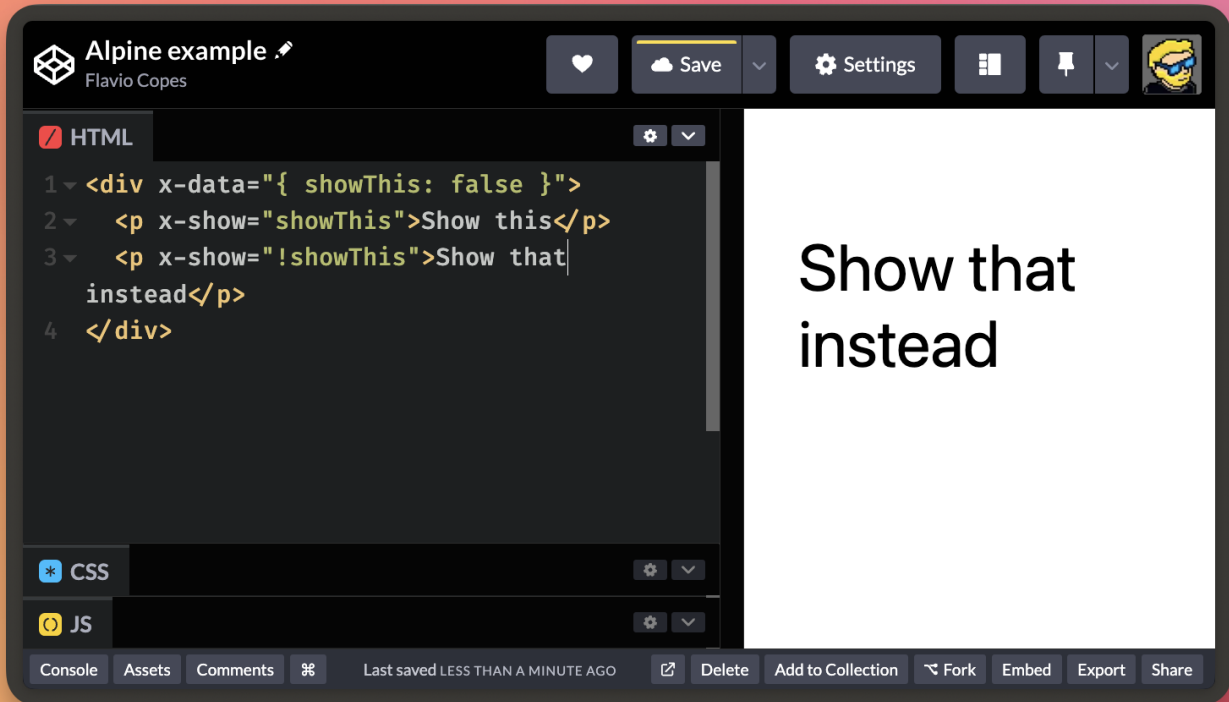 Alpine example
Flavio Copes
Save
Settings
HTML
1 <div x-data="{ showThis: false }">
2 <p x-show="showThis">Show this</p>
3 <p x-show="!showThis">Show that
instead</p>
4 </div>
Show that
instead
CSS
JS
Console Assets Comments ⌘ Last saved LESS THAN A MINUTE AGO Delete Add to Collection Fork Embed Export Share